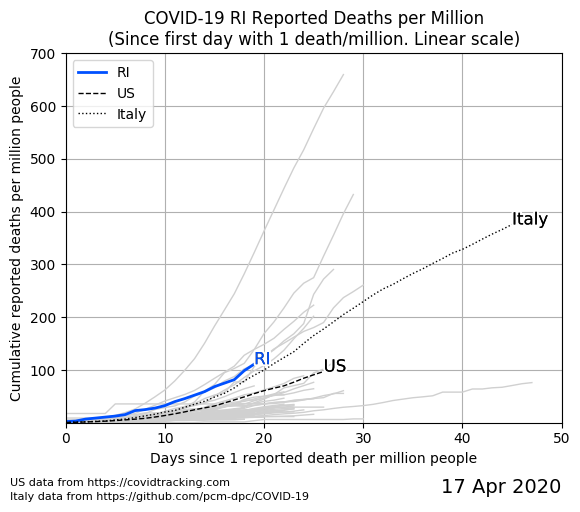 COVID-19 RI Reported Deaths per Million
(Since first day with 1 death/million. Linear scale)
Cumulative reported deaths per million people
700
600
500
400
300
200
100
RI
US
Italy
Italy
RI
US
0 10 20 30 40 50
Days since 1 reported death per million people
US data from https://covidtracking.com
Italy data from https://github.com/pcm-dpc/COVID-19
17 Apr 2020